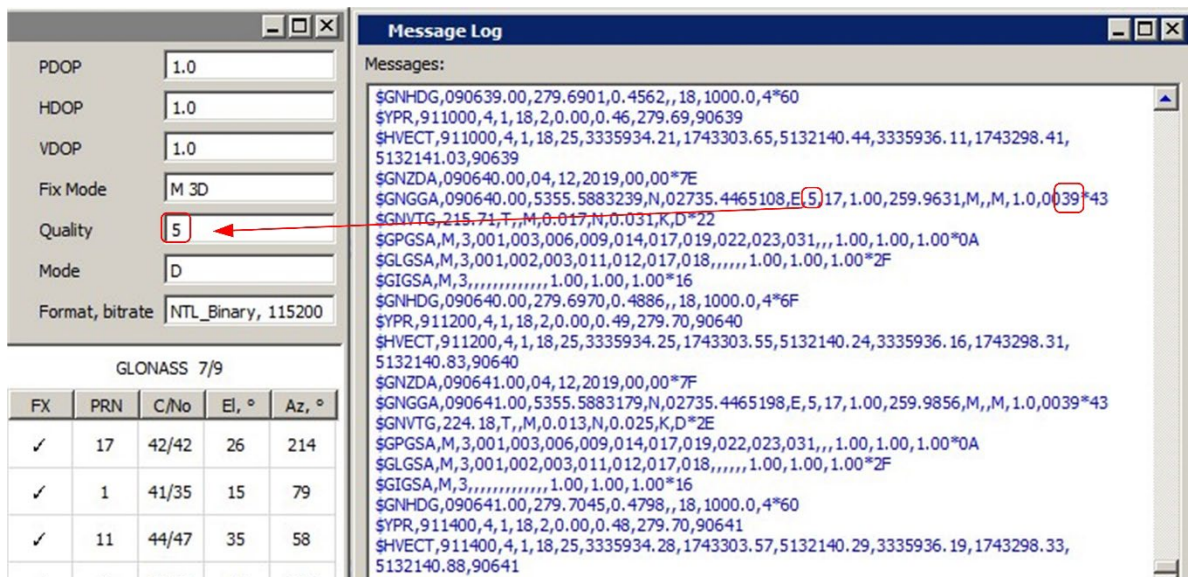 PDOP 1.0
HDOP 1.0
VDOP 1.0
Fix Mode M 3D
Quality 5
Mode D
Format, bitrate NTL_Binary, 115200
GLONASS 7/9
FX PRN C/No El, ° Az, °
✓ 17 42/42 26 214
✓ 1 41/35 15 79
✓ 11 44/47 35 58
Message Log
Messages:
$GNHDG,090639.00,279.6901,0.4562,,18,1000.0,4*60
$YPR,911000,4,1,18,2,0.00,0.46,279.69,90639
$HVECT,911000,4,1,18,25,3335934.21,1743303.65,5132140.44,3335936.11,1743298.41,
5132141.03,90639
$GNZDA,090640.00,04,12,2019,00,00*7E
$GNGGA,090640.00,5355.5883239,N,02735.4465108,E,5,17,1.00,259.9631,M,,M,1.0,0039*43
$GNVTG,215.71,T,,M,0.017,N,0.031,K,D*22
$GPGSA,M,3,001,003,006,009,014,017,019,022,023,031,,,1.00,1.00,1.00*0A
$GLGSA,M,3,001,002,003,011,012,017,018,,,,,,1.00,1.00,1.00*2F
$GIGSA,M,3,,,,,,,,,,,,,1.00,1.00,1.00*16
$GNHDG,090640.00,279.6970,0.4886,,18,1000.0,4*6F
$YPR,911200,4,1,18,2,0.00,0.49,279.70,90640
$HVECT,911200,4,1,18,25,3335934.25,1743303.55,5132140.24,3335936.16,1743298.31,
5132140.83,90640
$GNZDA,090641.00,04,12,2019,00,00*7F
$GNGGA,090641.00,5355.5883179,N,02735.4465198,E,5,17,1.00,259.9856,M,,M,1.0,0039*43
$GNVTG,224.18,T,,M,0.013,N,0.025,K,D*2E
$GPGSA,M,3,001,003,006,009,014,017,019,022,023,031,,,1.00,1.00,1.00*0A
$GLGSA,M,3,001,002,003,011,012,017,018,,,,,,1.00,1.00,1.00*2F
$GIGSA,M,3,,,,,,,,,,,,,1.00,1.00,1.00*16
$GNHDG,090641.00,279.7045,0.4798,,18,1000.0,4*60
$YPR,911400,4,1,18,2,0.00,0.48,279.70,90641
$HVECT,911400,4,1,18,25,3335934.28,1743303.57,5132140.29,3335936.19,1743298.33,
5132140.88,90641